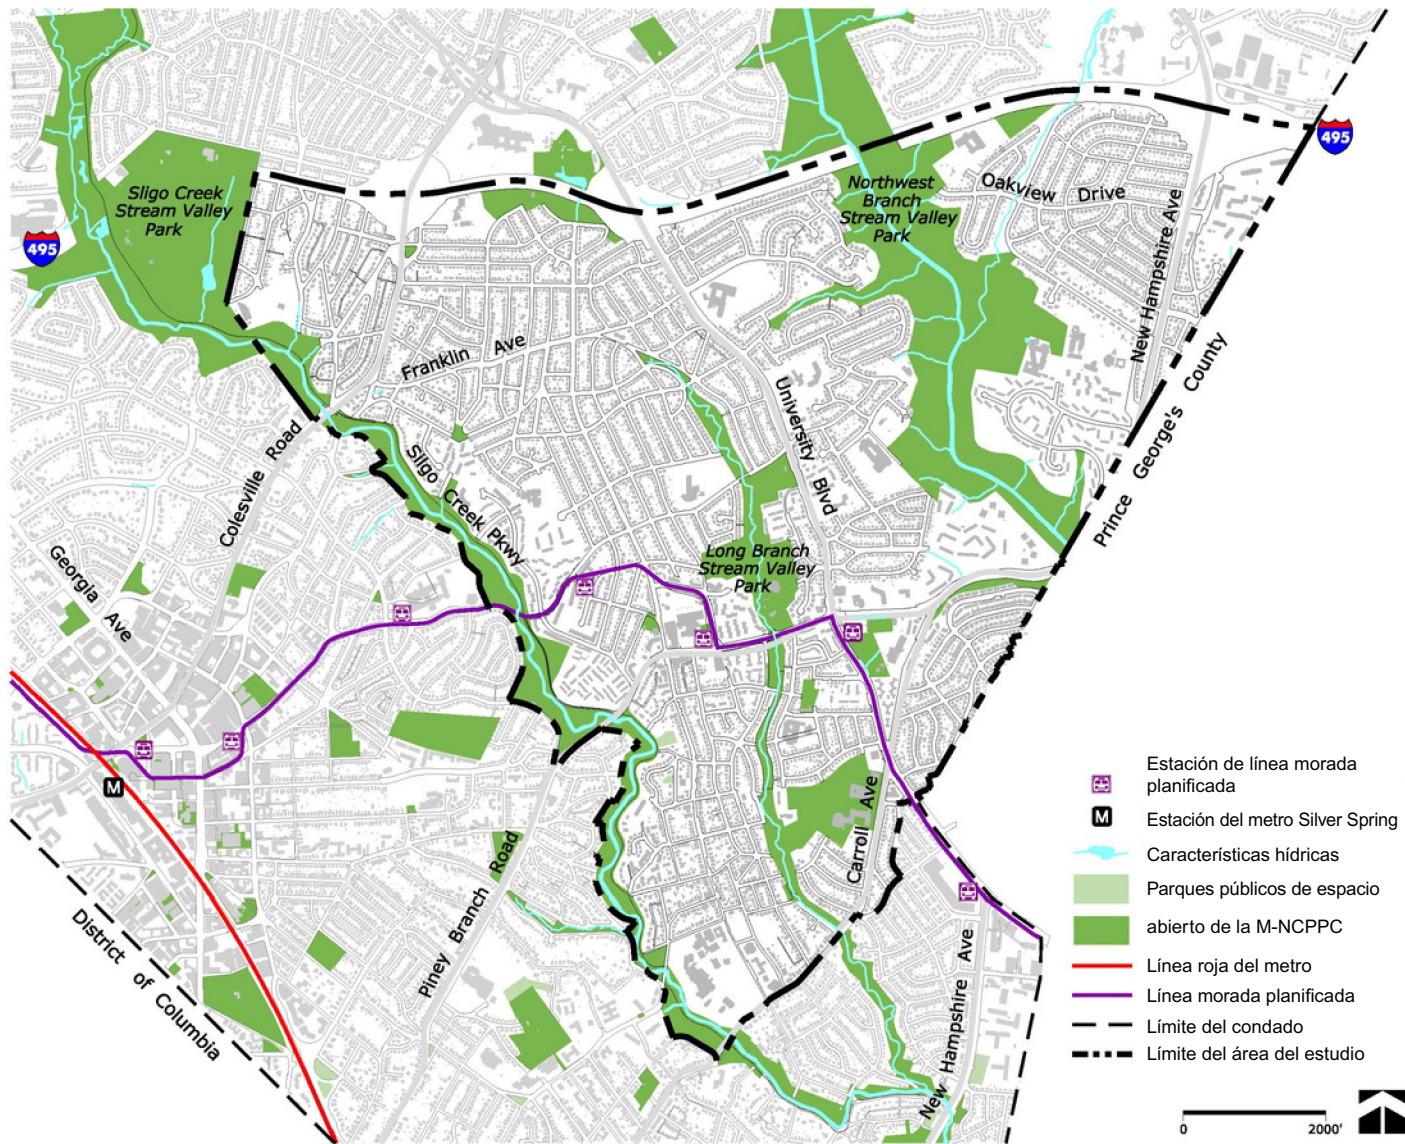 495
Sligo Creek
Stream Valley
Park
Northwest
Branch
Stream Valley
Park
Oakview Drive
New Hampshire Ave
495
Franklin Ave
University Blvd
Prince George's County
Colesville Road
Sligo Creek Pkwy
Georgia Ave
Long Branch
Stream Valley
Park
M
Piney Branch Road
Carroll Ave
District of Columbia
New Hampshire Ave
New Hampshire Ave
Estación de línea morada
planificada
M
Estación del metro Silver Spring
Características hídricas
Parques públicos de espacio
abierto de la M-NCPPC
Línea roja del metro
Línea morada planificada
Límite del condado
Límite del área del estudio
0 2000'